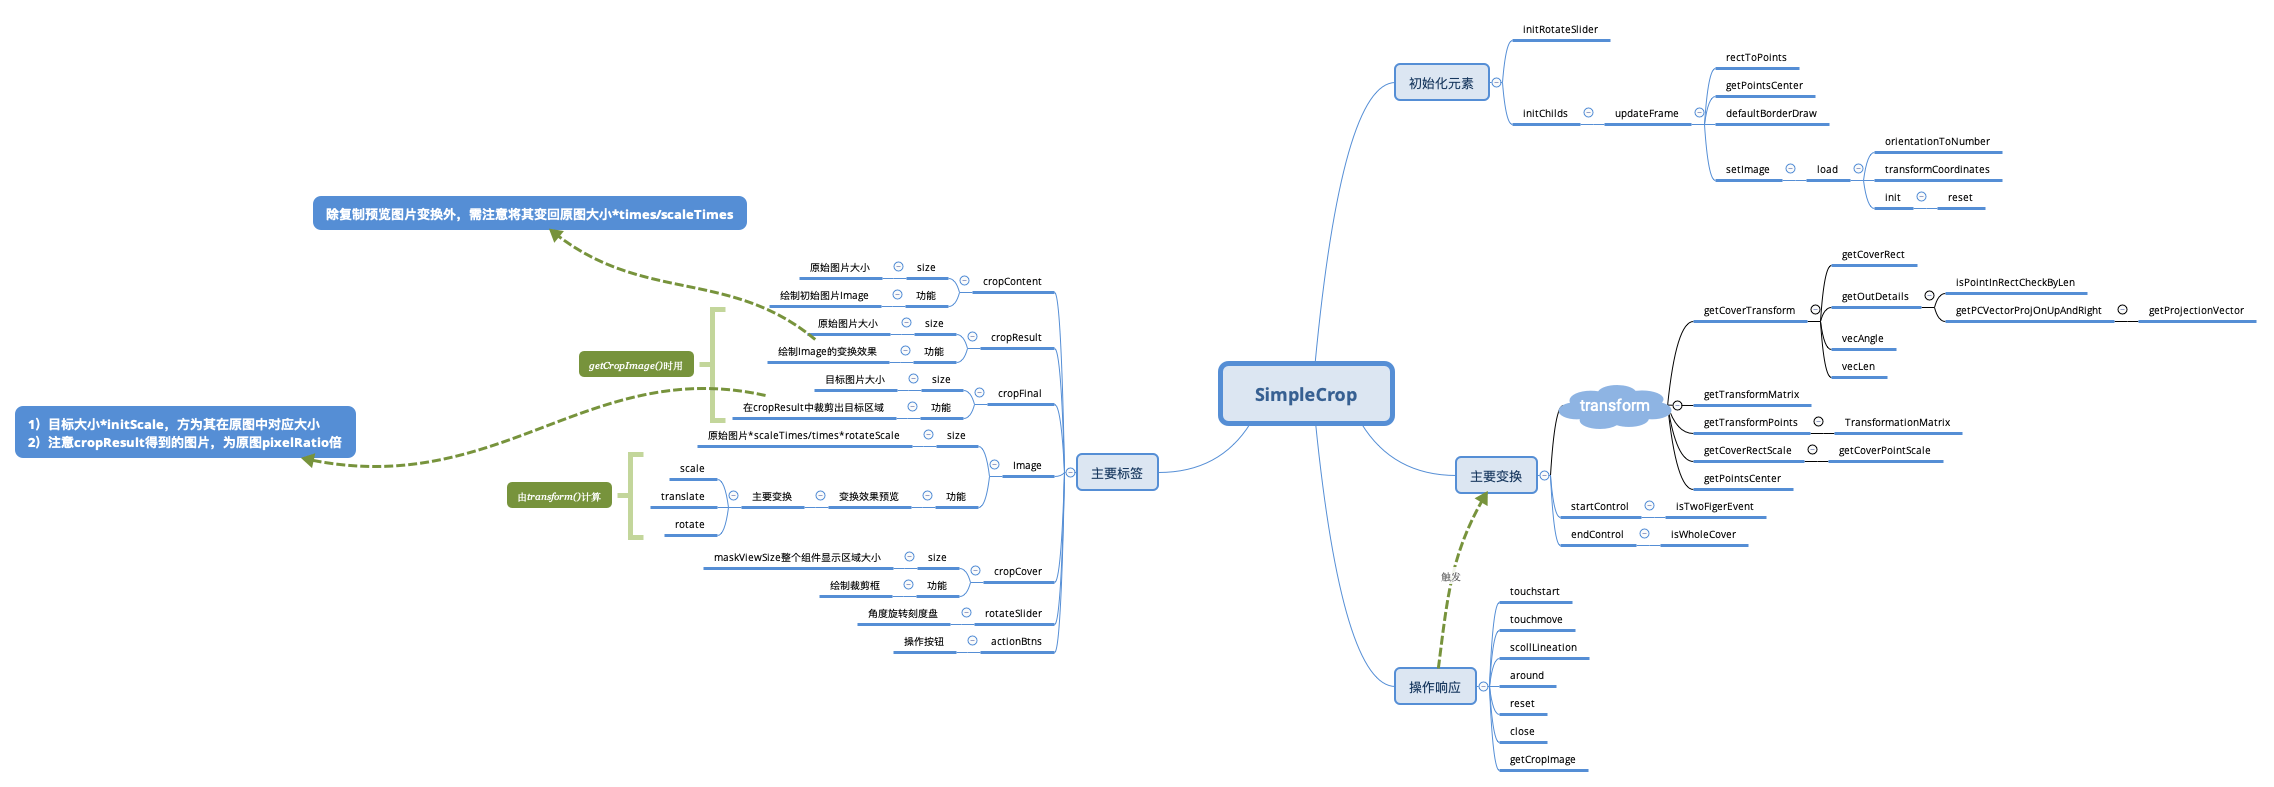 SimpleCrop
初始化元素
initRotateSlider
initChilds
updateFrame
rectToPoints
getPointsCenter
defaultBorderDraw
setImage
load
orientationToNumber
transformCoordinates
init
reset
主要变换
transform
getCoverTransform
getCoverRect
getOutDetails
isPointInRectCheckByLen
getPCVectorProjOnUpAndRight
getProjectionVector
vecAngle
vecLen
getTransformMatrix
getTransformPoints
TransformationMatrix
getCoverRectScale
getCoverPointScale
getPointsCenter
startControl
isTwoFigerEvent
endControl
isWholeCover
触发
操作响应
touchstart
touchmove
scollLineation
around
reset
close
getCropImage
主要标签
cropContent
size
原始图片大小
功能
绘制初始图片Image
cropResult
size
原始图片大小
功能
绘制Image的变换效果
cropFinal
size
目标图片大小
功能
在cropResult中裁剪出目标区域
Image
size
原始图片*scaleTimes/times*rotateScale
功能
变换效果预览
主要变换
scale
translate
rotate
cropCover
size
maskViewSize整个组件显示区域大小
功能
绘制裁剪框
rotateSlider
角度旋转刻度盘
actionBtns
操作按钮
除复制预览图片变换外，需注意将其变回原图大小*times/scaleTimes
getCropImage()时用
1）目标大小*initScale，方为其在原图中对应大小
2）注意cropResult得到的图片，为原图pixelRatio倍
由transform()计算